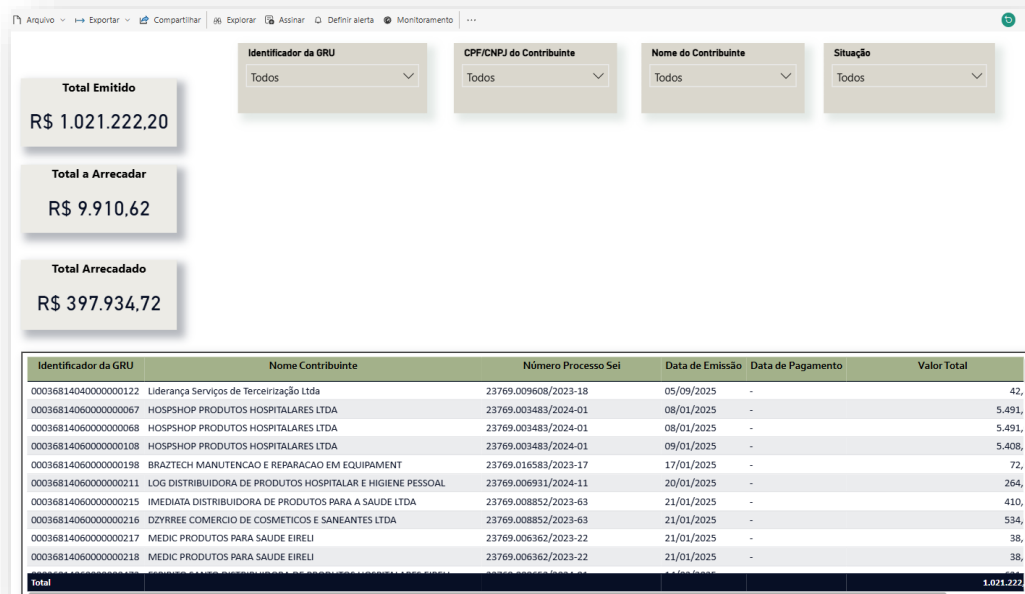 Arquivo Exportar Compartilhar Explorar Assinar Definir alerta Monitoramento ...
Identificador da GRU CPF/CNPJ do Contribuinte Nome do Contribuinte Situação
Todos Todos Todos Todos
Total Emitido
R$ 1.021.222,20
Total a Arrecadar
R$ 9.910,62
Total Arrecadado
R$ 397.934,72
Identificador da GRU Nome Contribuinte Número Processo Sei Data de Emissão Data de Pagamento Valor Total
00036814040000000122 Liderança Serviços de Terceirização Ltda 23769.009608/2023-18 05/09/2025 - 42,
00036814060000000067 HOSPSHOP PRODUTOS HOSPITALARES LTDA 23769.003483/2024-01 08/01/2025 - 5.491,
00036814060000000068 HOSPSHOP PRODUTOS HOSPITALARES LTDA 23769.003483/2024-01 08/01/2025 - 5.491,
00036814060000000108 HOSPSHOP PRODUTOS HOSPITALARES LTDA 23769.003483/2024-01 09/01/2025 - 5.408,
00036814060000000198 BRAZTECH MANUTENCAO E REPARACAO EM EQUIPAMENT 23769.016583/2023-17 17/01/2025 - 72,
00036814060000000211 LOG DISTRIBUIDORA DE PRODUTOS HOSPITALAR E HIGIENE PESSOAL 23769.006931/2024-11 20/01/2025 - 264,
00036814060000000215 IMEDIATA DISTRIBUIDORA DE PRODUTOS PARA A SAUDE LTDA 23769.008852/2023-63 21/01/2025 - 410,
00036814060000000216 DZYRREE COMERCIO DE COSMETICOS E SANEANTES LTDA 23769.008852/2023-63 21/01/2025 - 534,
00036814060000000217 MEDIC PRODUTOS PARA SAUDE EIRELI 23769.006362/2023-22 21/01/2025 - 38,
00036814060000000218 MEDIC PRODUTOS PARA SAUDE EIRELI 23769.006362/2023-22 21/01/2025 - 38,
Total 1.021.222,